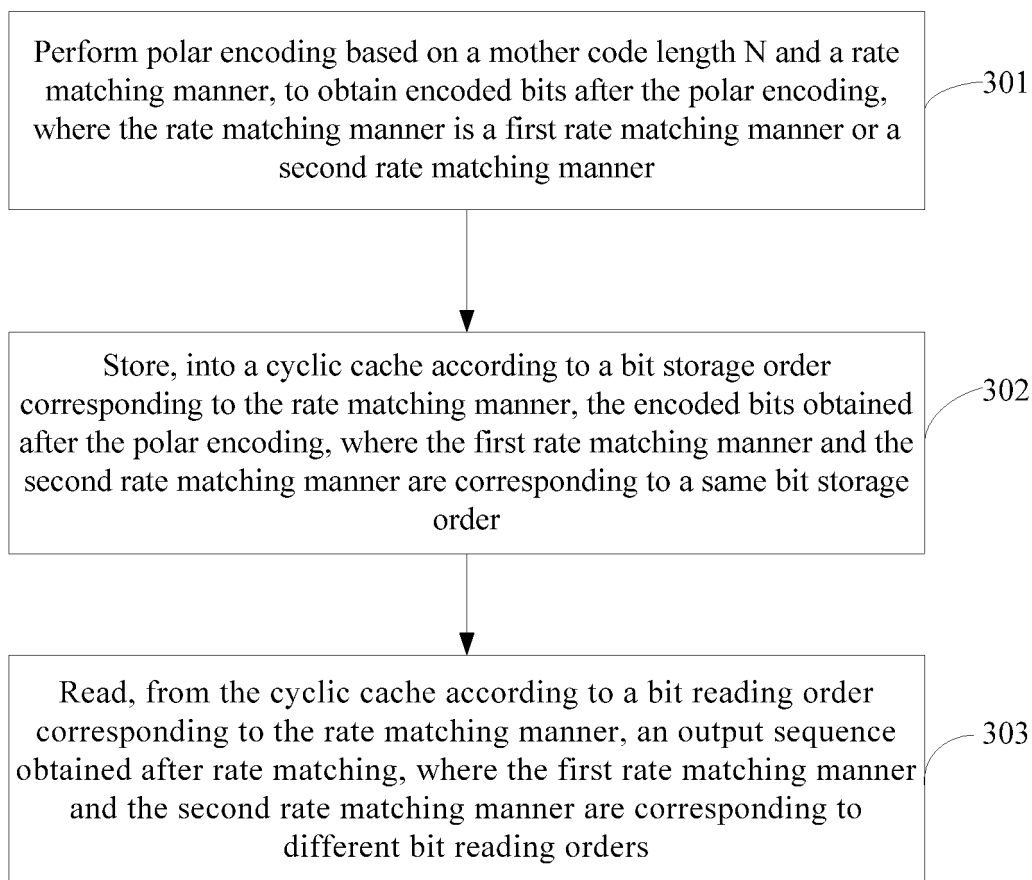 Perform polar encoding based on a mother code length N and a rate
matching manner, to obtain encoded bits after the polar encoding,
where the rate matching manner is a first rate matching manner or a
second rate matching manner
301
Store, into a cyclic cache according to a bit storage order
corresponding to the rate matching manner, the encoded bits obtained
after the polar encoding, where the first rate matching manner and the
second rate matching manner are corresponding to a same bit storage
order
302
Read, from the cyclic cache according to a bit reading order
corresponding to the rate matching manner, an output sequence
obtained after rate matching, where the first rate matching manner
and the second rate matching manner are corresponding to
different bit reading orders
303